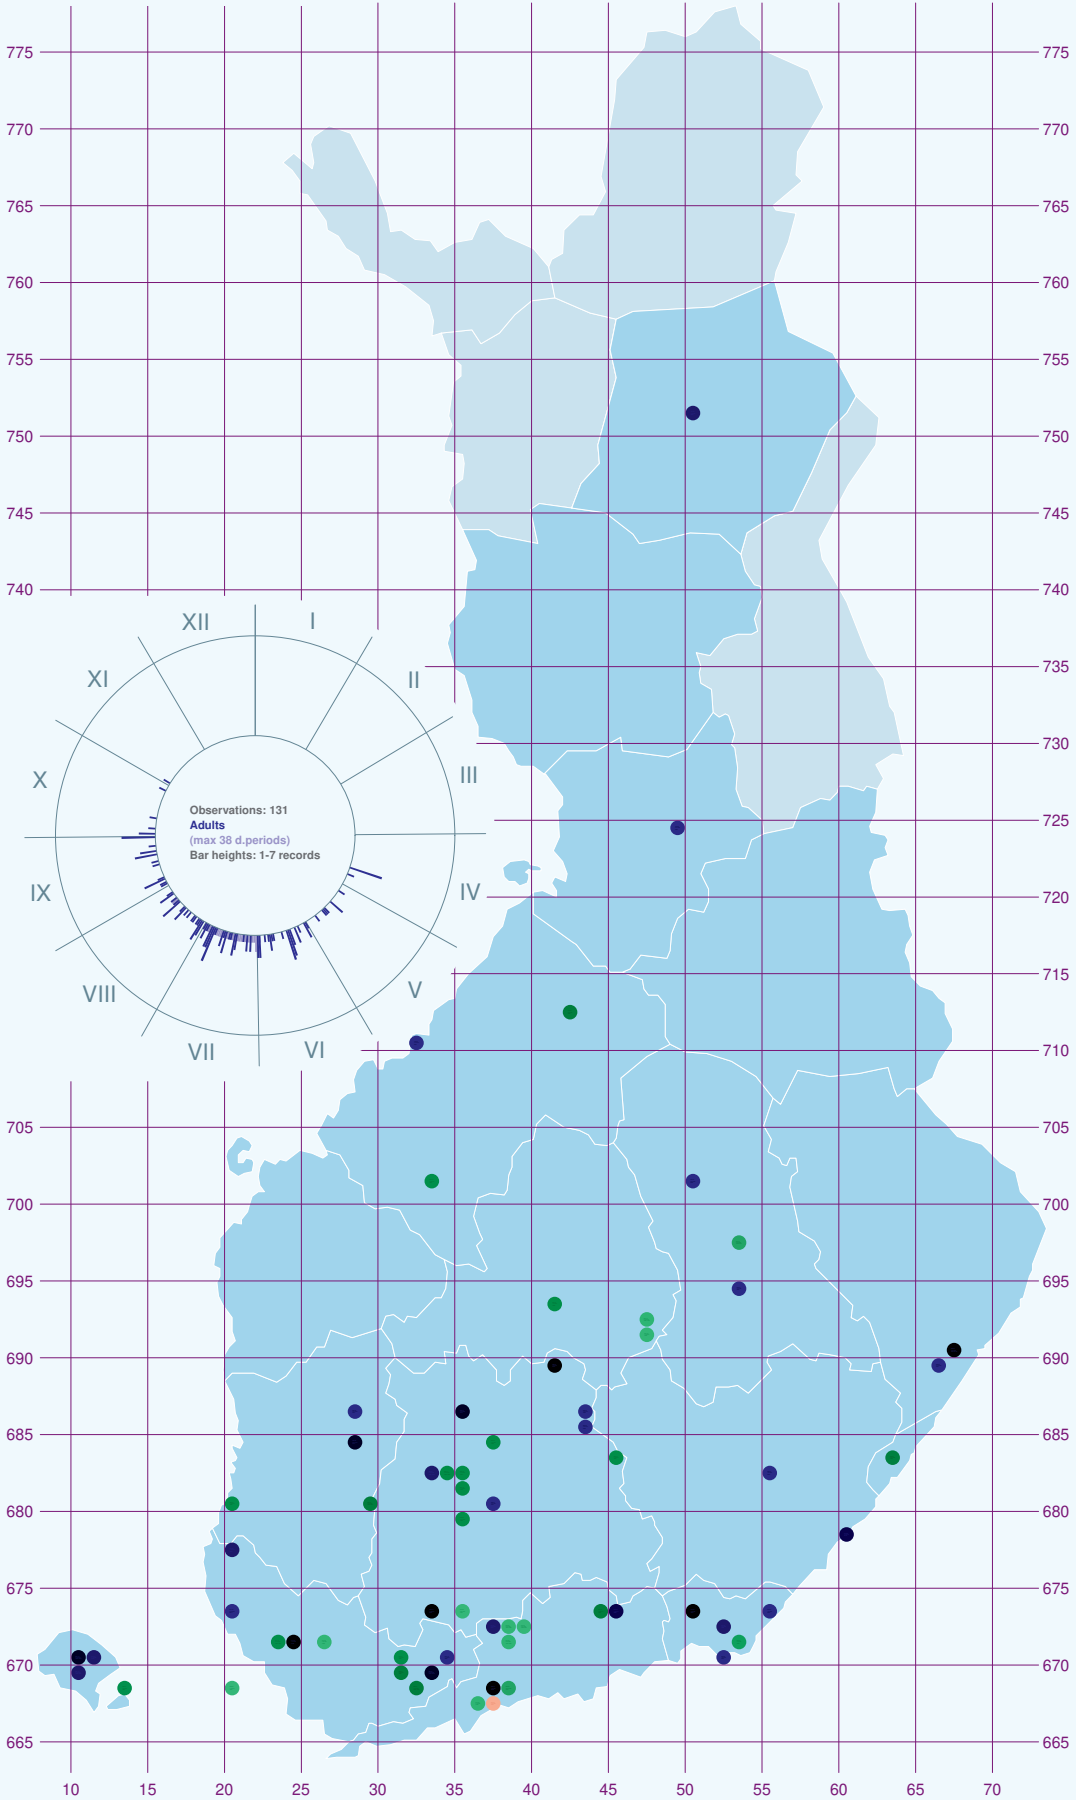 775 775
770 770
765 765
760 760
755 755
750 750
745 745
740 740
XII I
735
XI II
730
X III
725
Observations: 131
Adults
(max 38 d.periods)
Bar heights: 1-7 records
IX IV
720
715
VIII V
VII VI
710
705 705
700 700
695 695
690 690
685 685
680 680
675 675
670 670
665 665
10 15 20 25 30 35 40 45 50 55 60 65 70